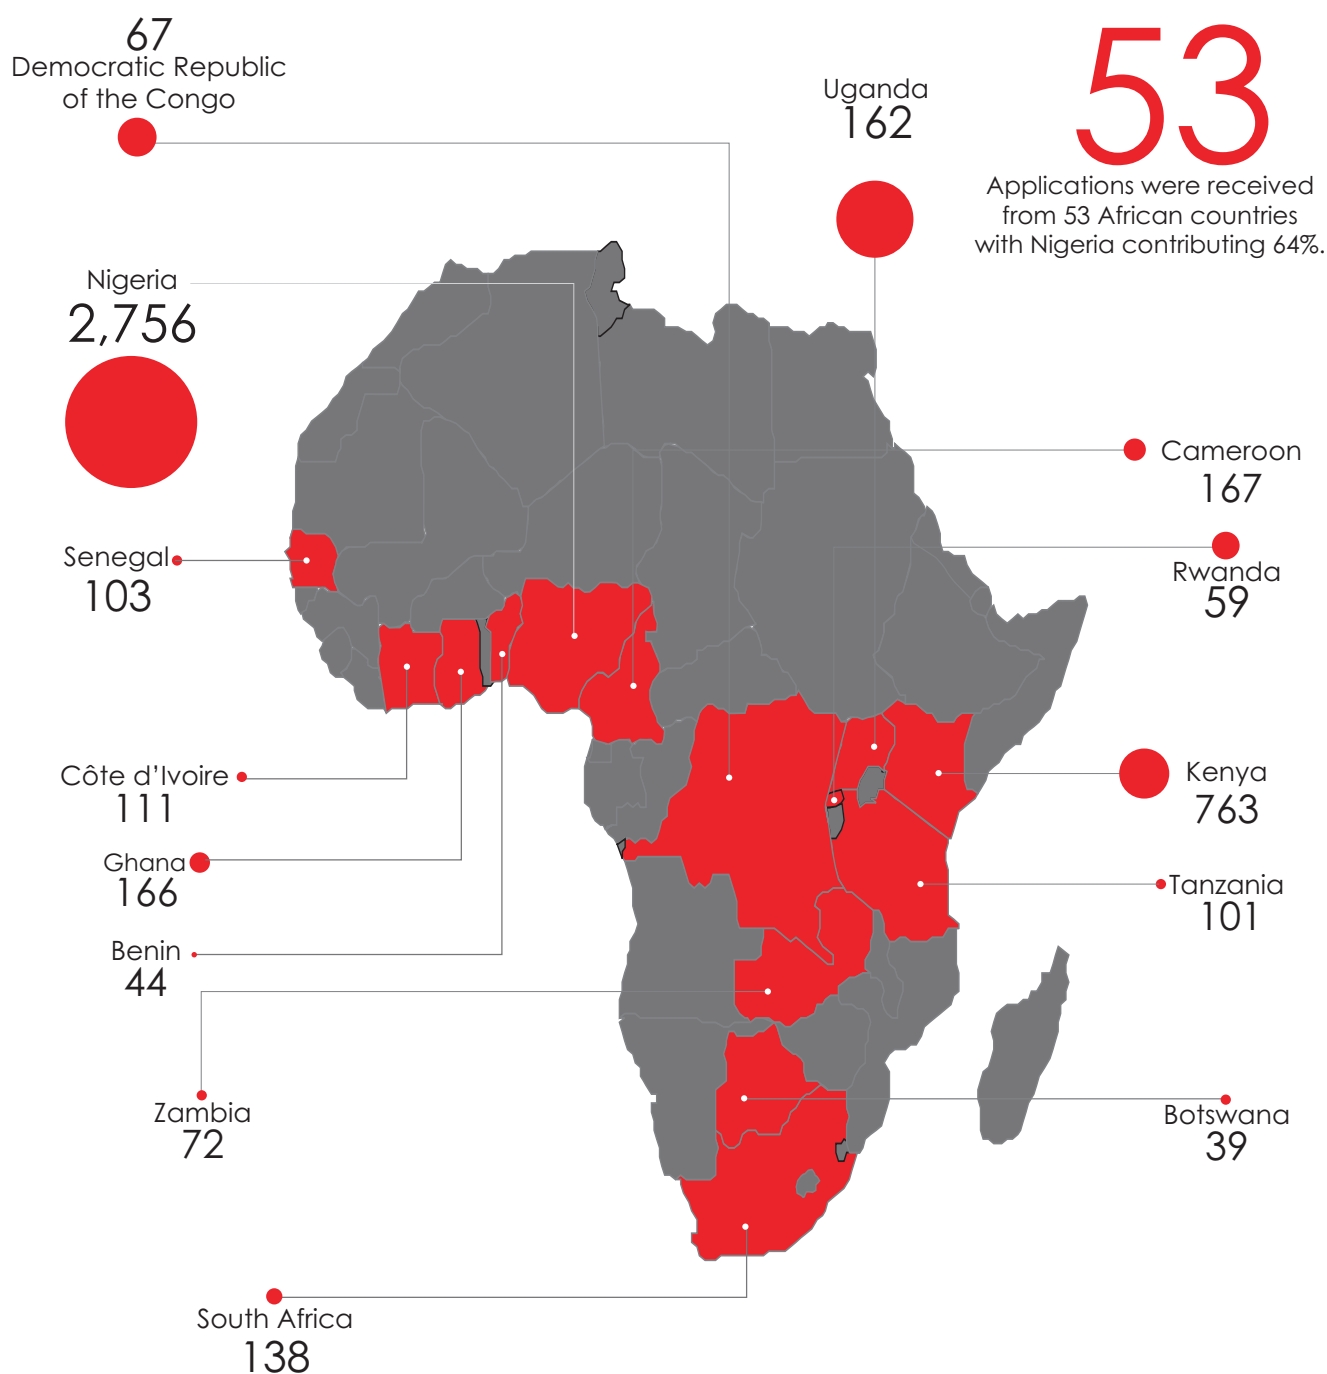 67
Democratic Republic
of the Congo
Uganda
162
53
Applications were received
from 53 African countries
with Nigeria contributing 64%.
Nigeria
2,756
Cameroon
167
Senegal
103
Rwanda
59
Côte d’Ivoire
111
Kenya
763
Ghana
166
Tanzania
101
Benin
44
Zambia
72
Botswana
39
South Africa
138